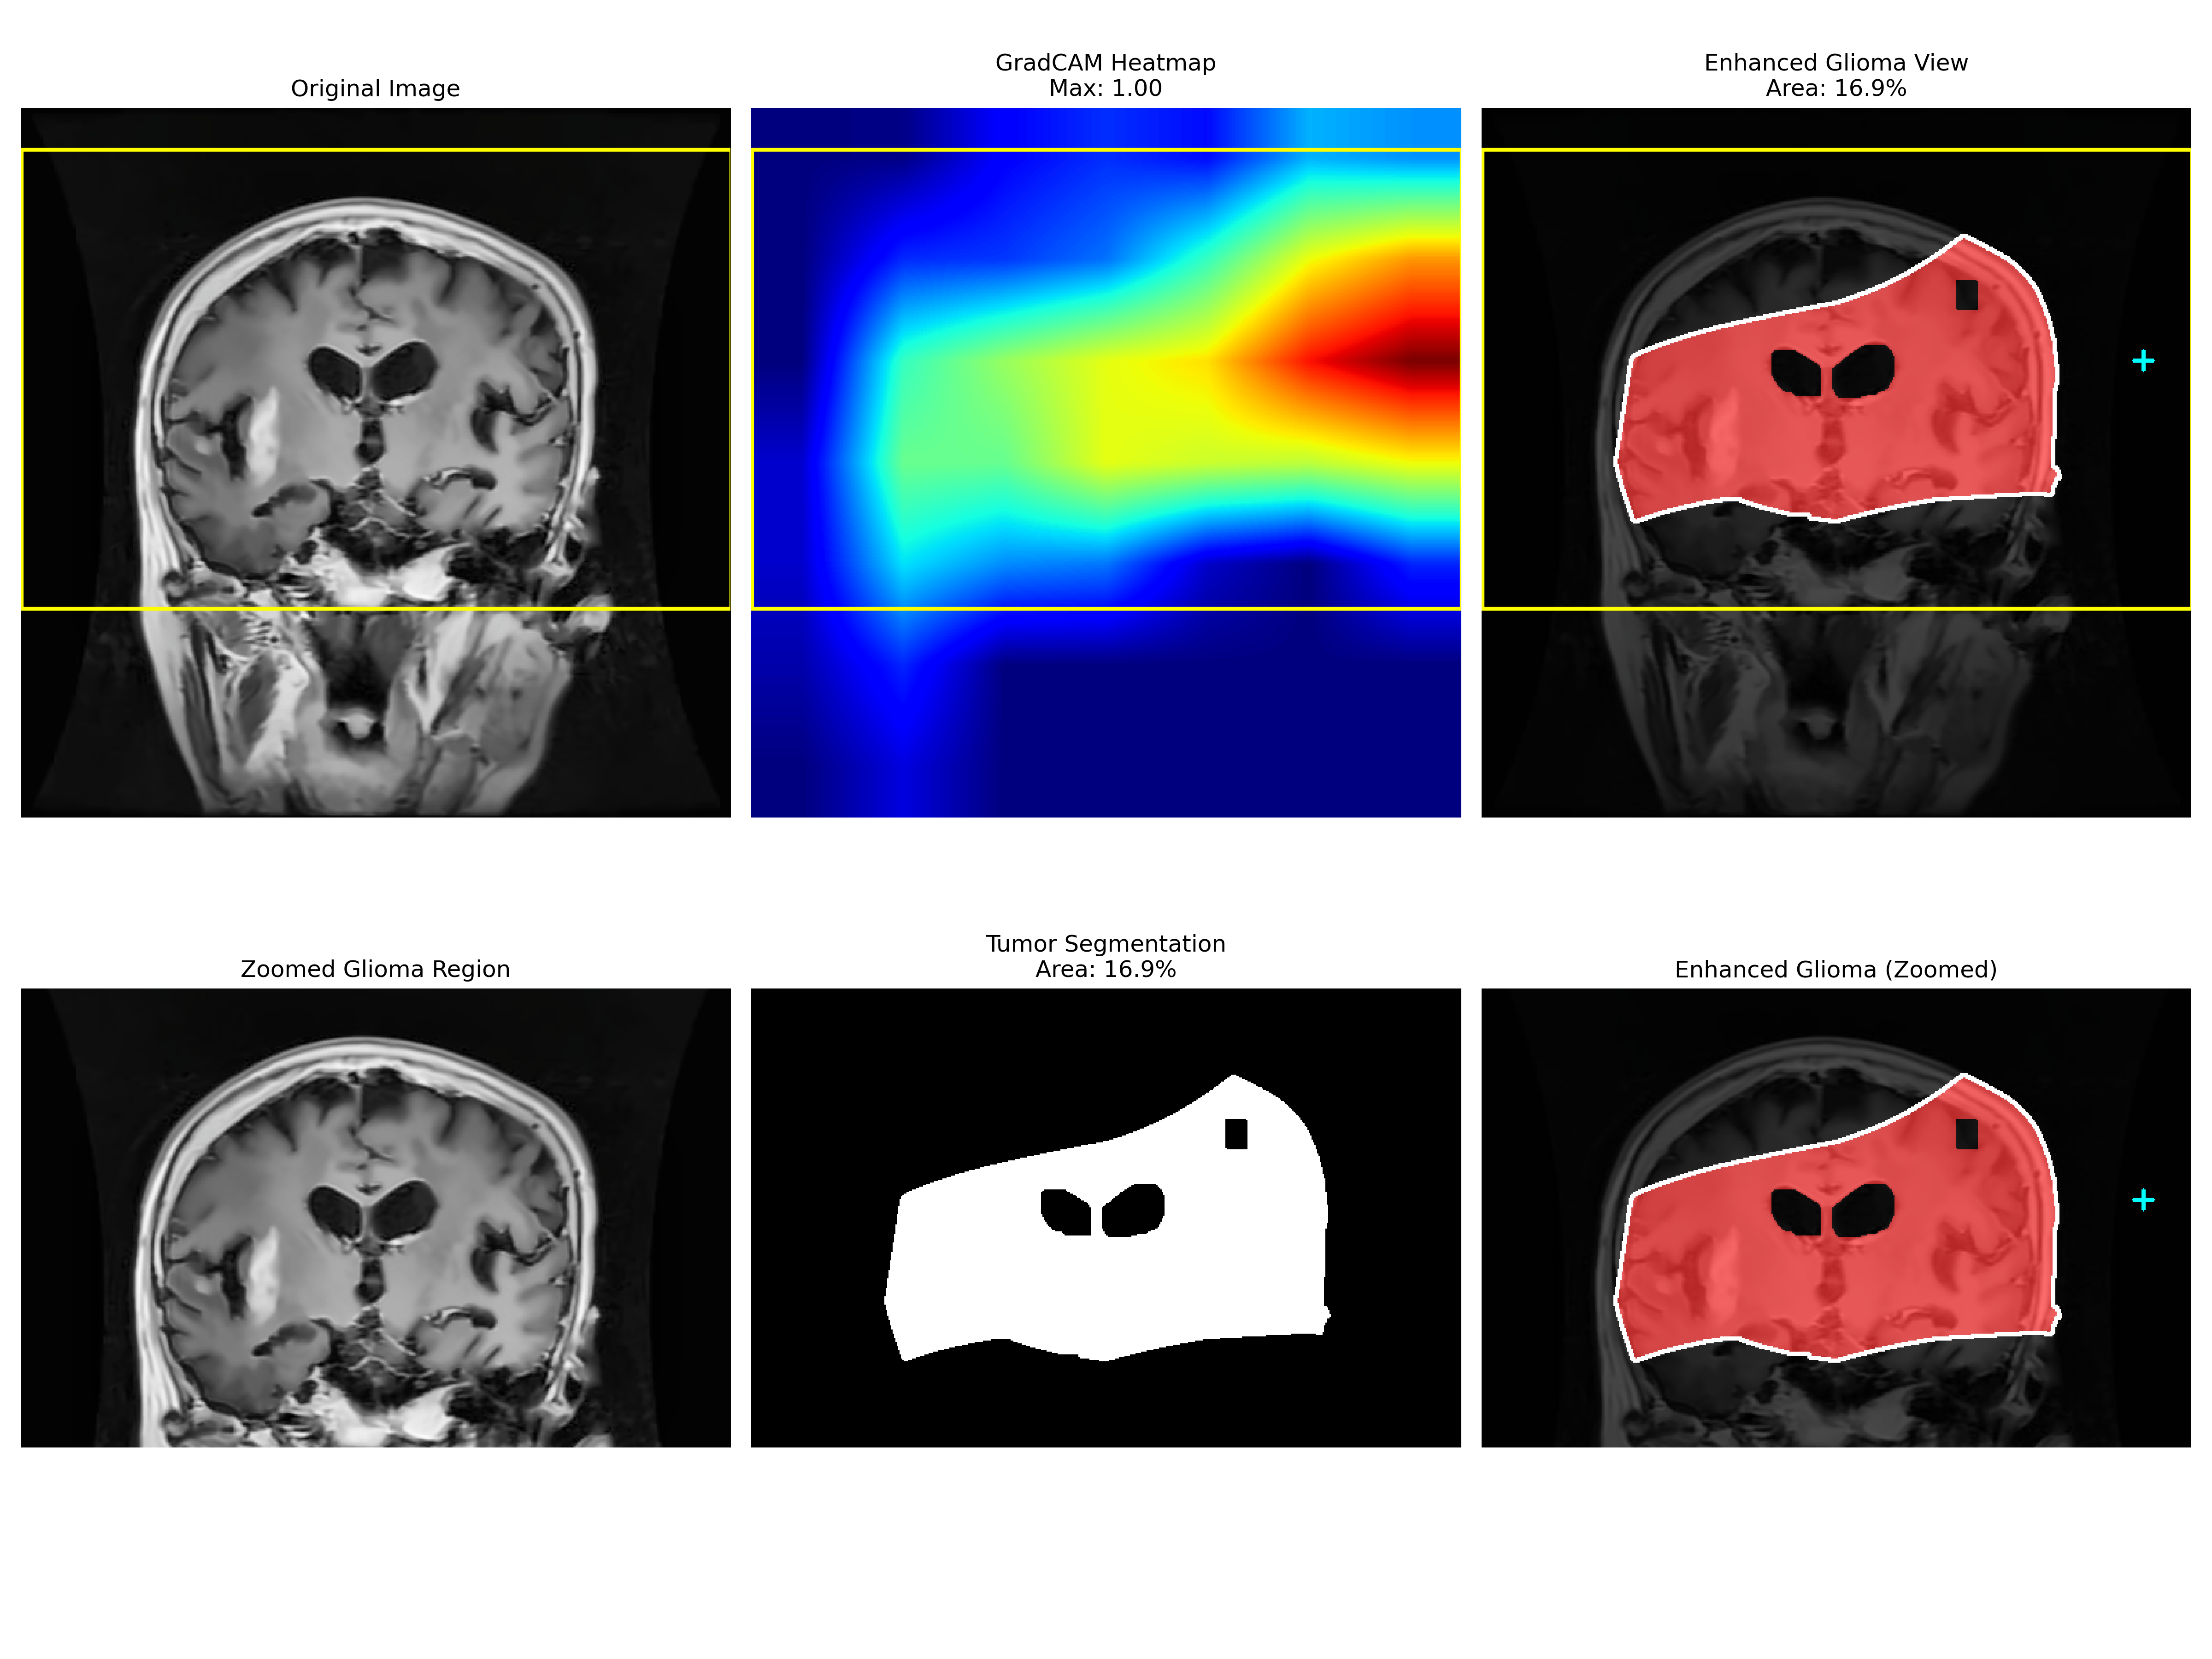 Original Image
GradCAM Heatmap
Max: 1.00
Enhanced Glioma View
Area: 16.9%
Zoomed Glioma Region
Tumor Segmentation
Area: 16.9%
Enhanced Glioma (Zoomed)